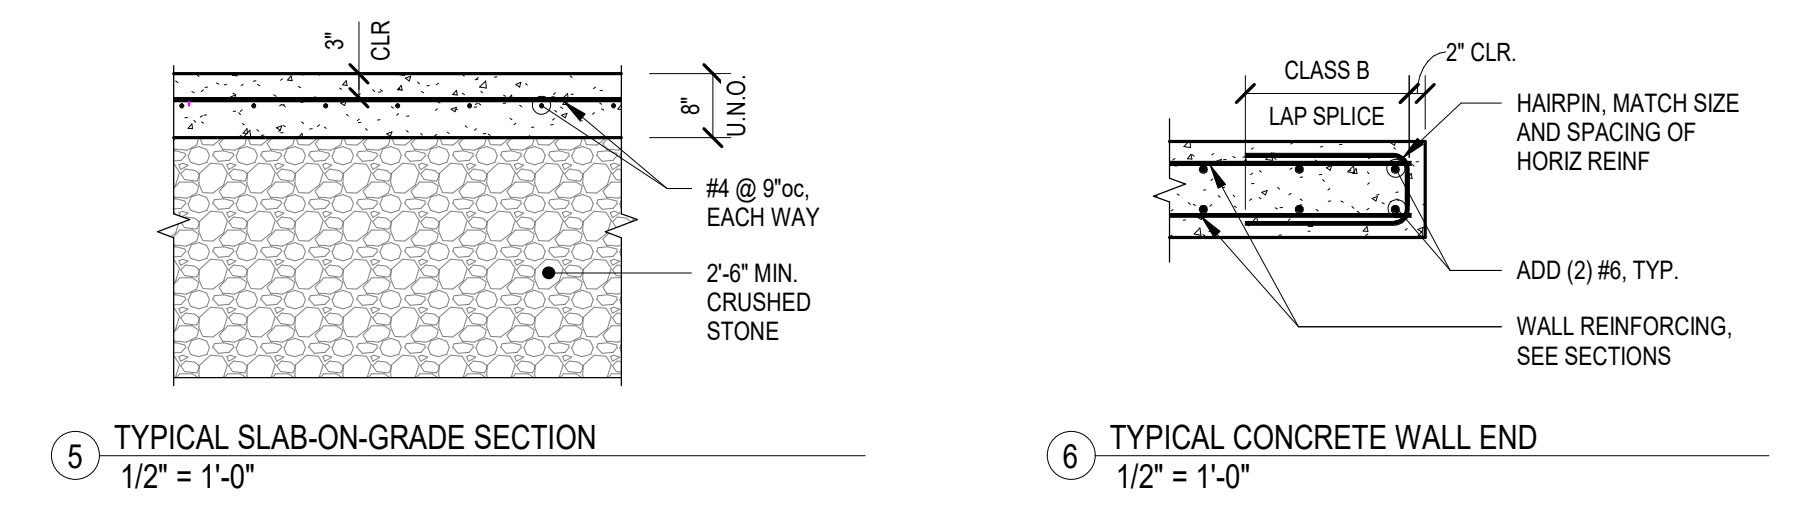 3"
CLR
8"
U.N.O.
#4 @ 9"oc,
EACH WAY
2'-6" MIN.
CRUSHED
STONE
5
TYPICAL SLAB-ON-GRADE SECTION
1/2" = 1'-0"
CLASS B
LAP SPLICE
2" CLR.
HAIRPIN, MATCH SIZE
AND SPACING OF
HORIZ REINF
ADD (2) #6, TYP.
WALL REINFORCING,
SEE SECTIONS
6
TYPICAL CONCRETE WALL END
1/2" = 1'-0"